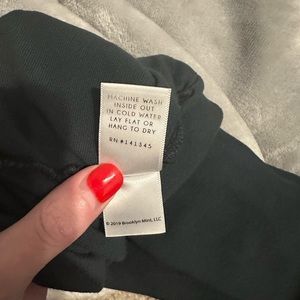 MACHINE WASH
INSIDE OUT
IN COLD WATER
LAY FLAT OR
HANG TO DRY
RN #141345
©2019 Brooklyn Mint, LLC